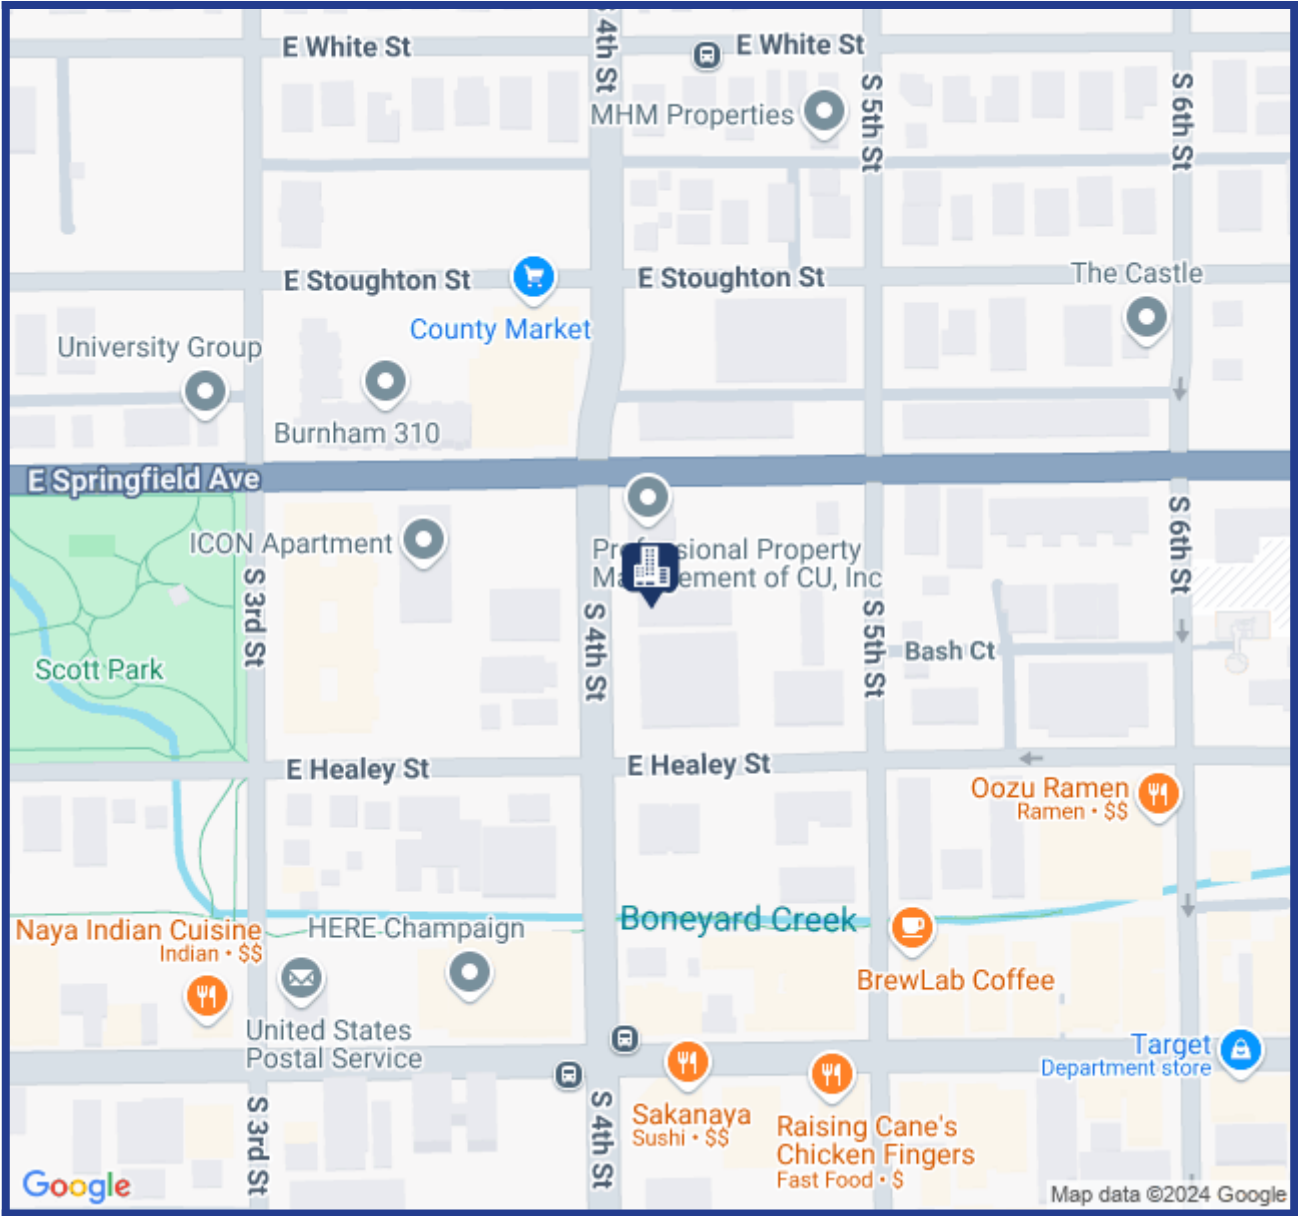 E White St
S 4th St
E White St
MHM Properties
S 5th St
S 6th St
E Stoughton St
E Stoughton St
The Castle
County Market
University Group
Burnham 310
E Springfield Ave
ICON Apartment
Professional Property
Management of CU, Inc
S 6th St
S 3rd St
S 4th St
S 5th St
Bash Ct
Scott Park
E Healey St
E Healey St
Oozu Ramen
Ramen • $$
Naya Indian Cuisine
Indian • $$
HERE Champaign
Boneyard Creek
BrewLab Coffee
United States
Postal Service
Target
Department store
S 3rd St
S 4th St
Sakanaya
Sushi • $$
Raising Cane's
Chicken Fingers
Fast Food • $
Google
Map data ©2024 Google